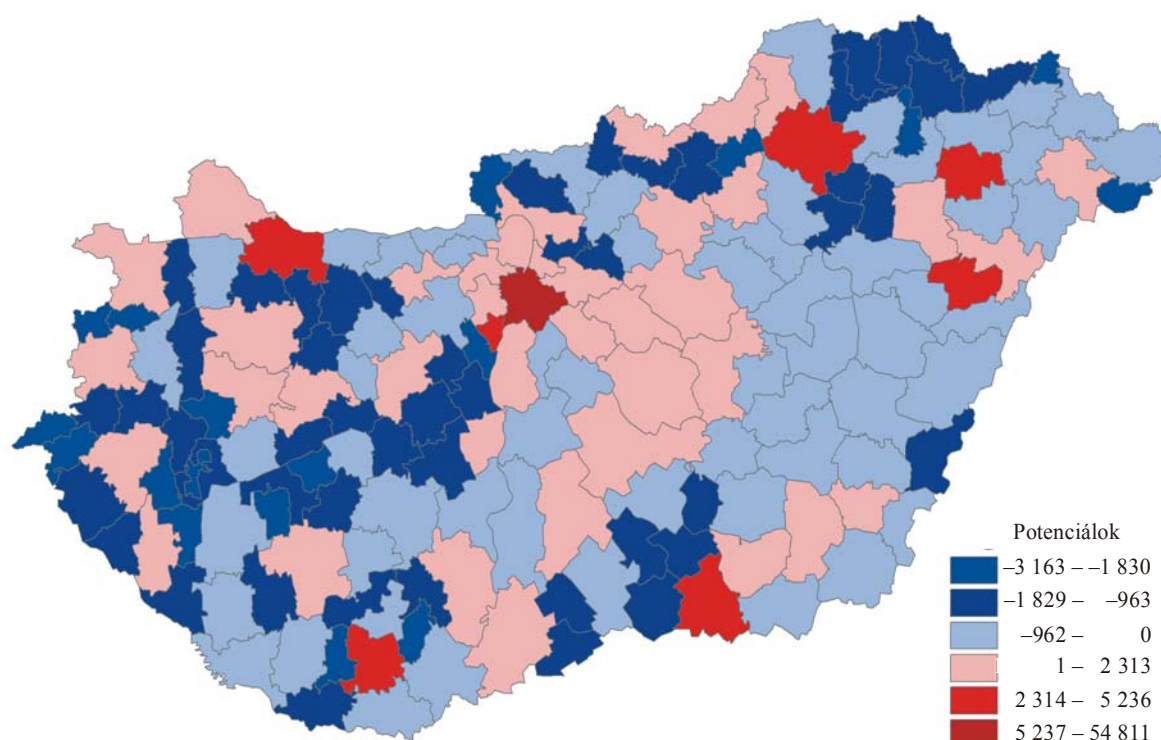 Potenciálok
–3 163 – –1 830
–1 829 – –963
–962 – 0
1 – 2 313
2 314 – 5 236
5 237 – 54 811